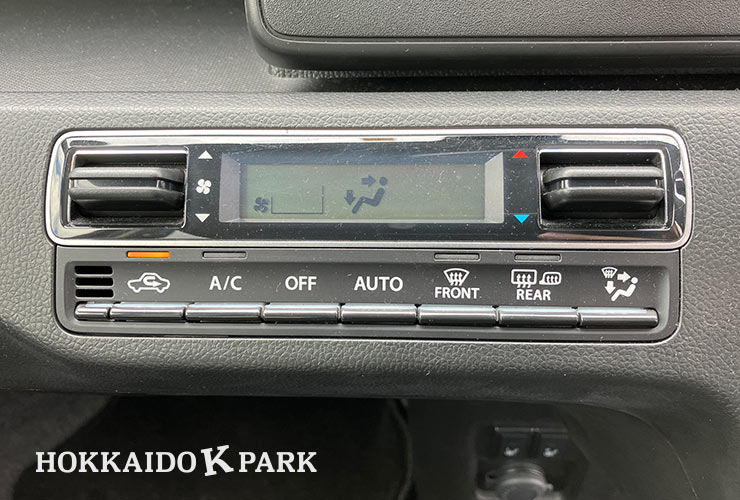 A/C OFF AUTO FRONT REAR
HOKKAIDO K PARK